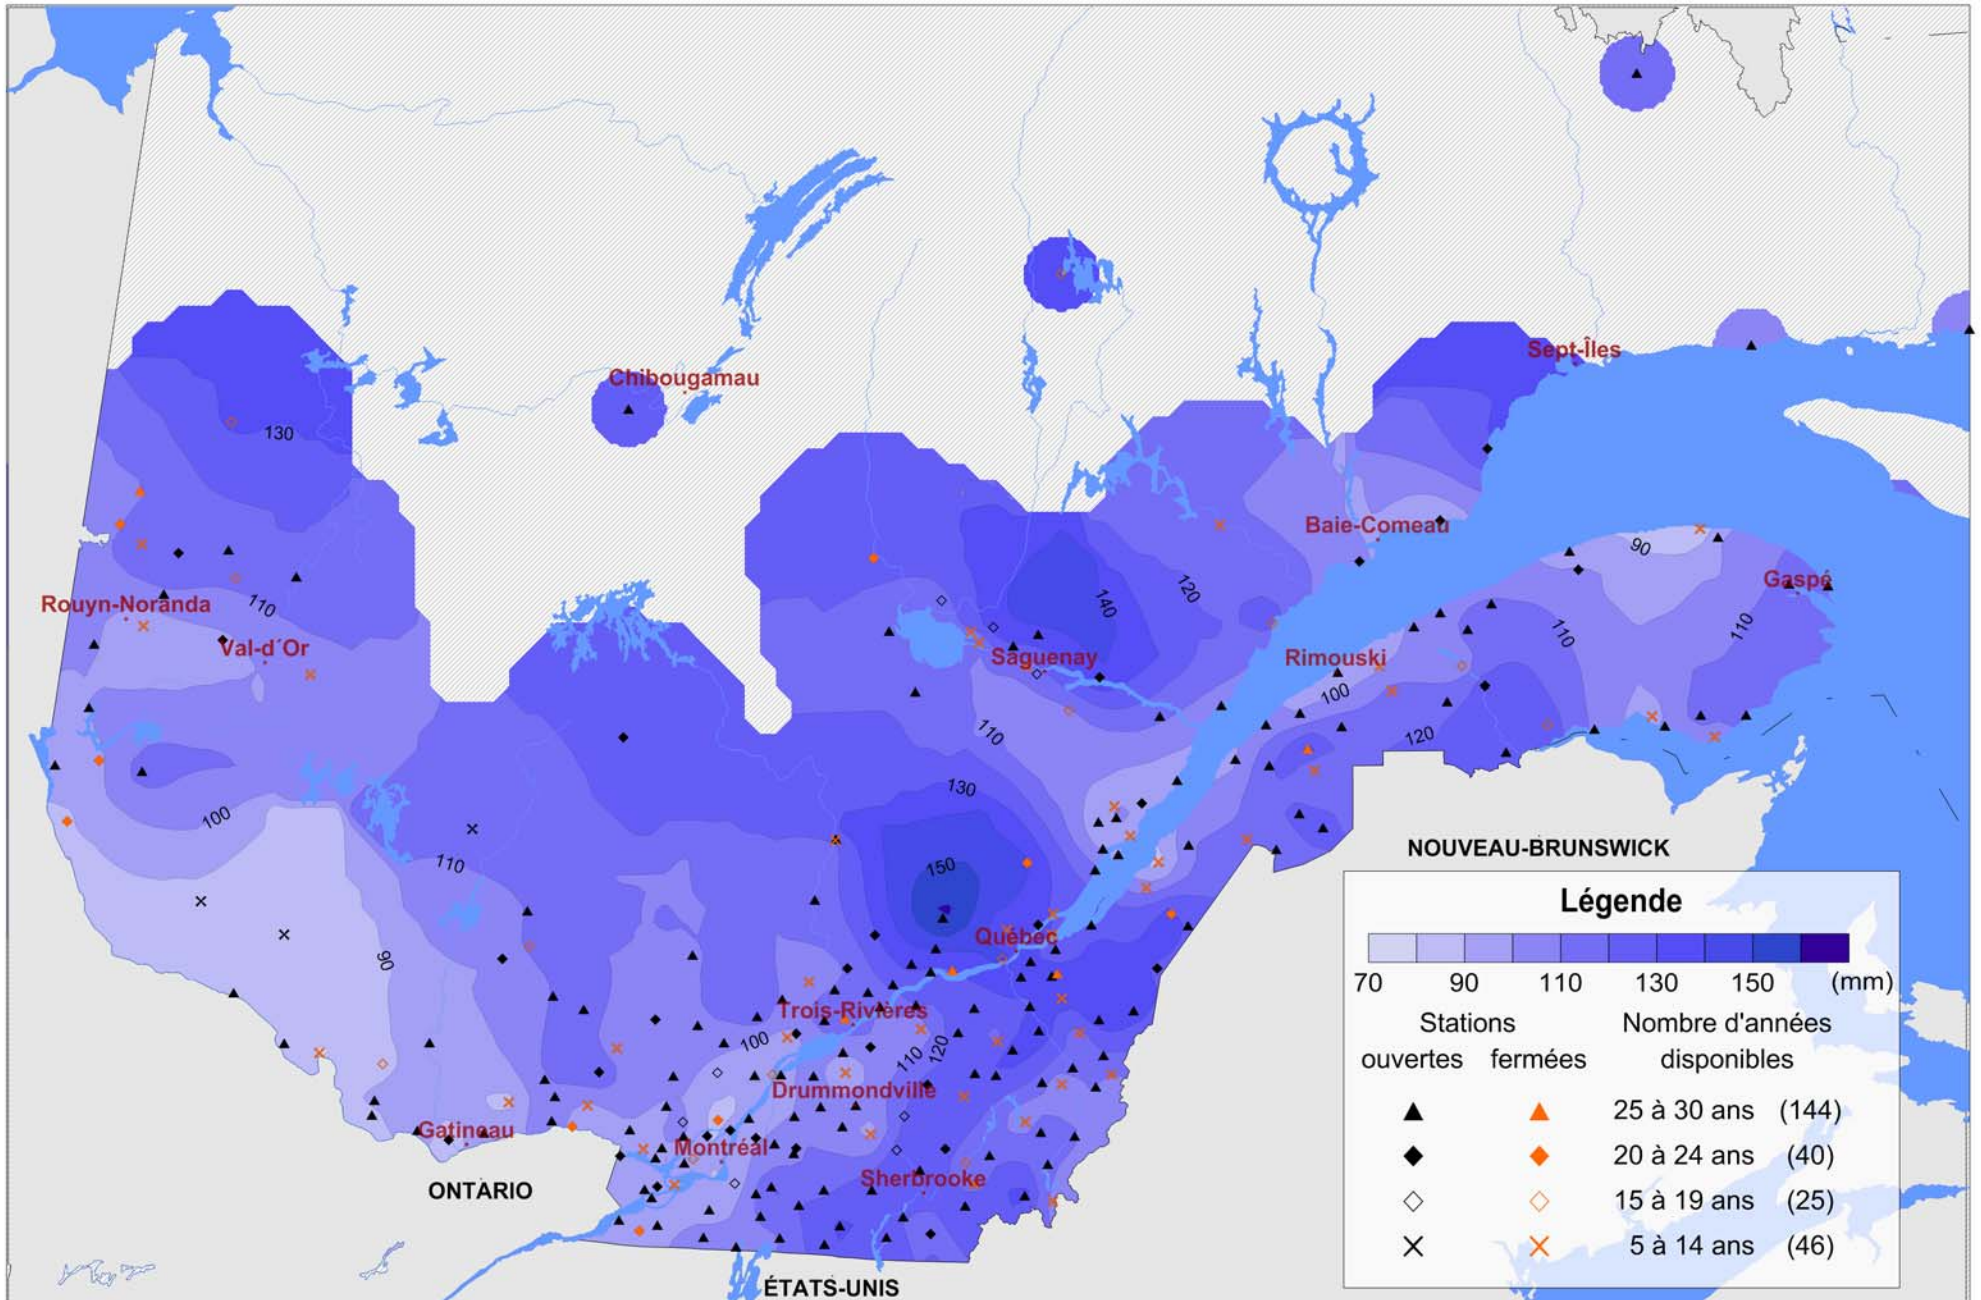 Sept-Îles
Chibougamau
130
Baie-Comeau
90
Gaspé
140
120
Rouyn-Noranda
110
Val-d´Or
Saguenay
Rimouski
110
110
100
110
120
130
100
NOUVEAU-BRUNSWICK
110
150
90
Québec
Trois-Rivières
100
110
120
Drummondville
Gatineau
Montréal
Sherbrooke
ONTARIO
ÉTATS-UNIS
Légende
70 90 110 130 150 (mm)
Stations Nombre d'années
ouvertes fermées disponibles
25 à 30 ans (144)
20 à 24 ans (40)
15 à 19 ans (25)
5 à 14 ans (46)